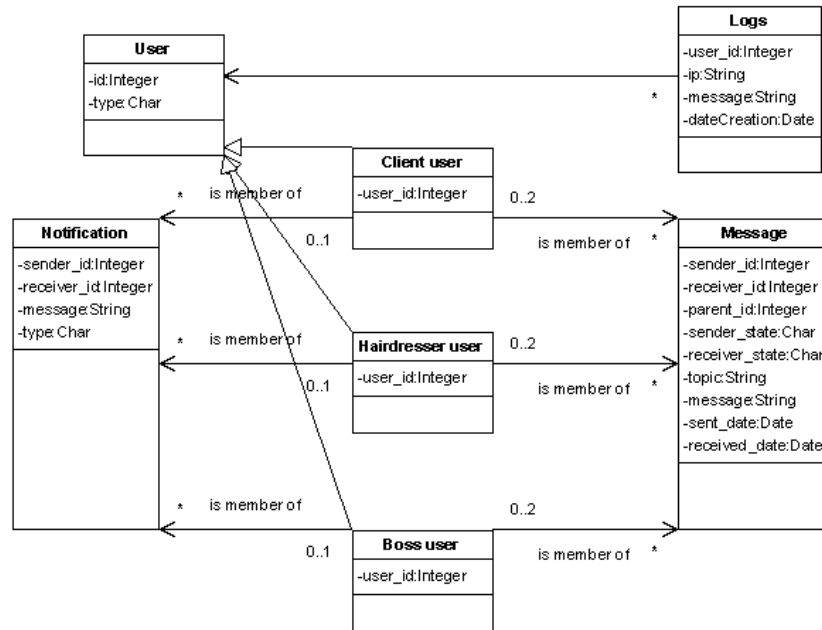 User
-id:Integer
-type:Char
Logs
-user_id:Integer
-ip:String
-message:String
-dateCreation:Date
*
Client user
-user_id:Integer
* is member of
0..1
0..2
is member of *
Notification
-sender_id:Integer
-receiver_id:Integer
-message:String
-type:Char
Message
-sender_id:Integer
-receiver_id:Integer
-parent_id:Integer
-sender_state:Char
-receiver_state:Char
-topic:String
-message:String
-sent_date:Date
-received_date:Date
* is member of
0..1
Hairdresser user
-user_id:Integer
0..2
is member of *
* is member of
0..1
Boss user
-user_id:Integer
0..2
is member of *